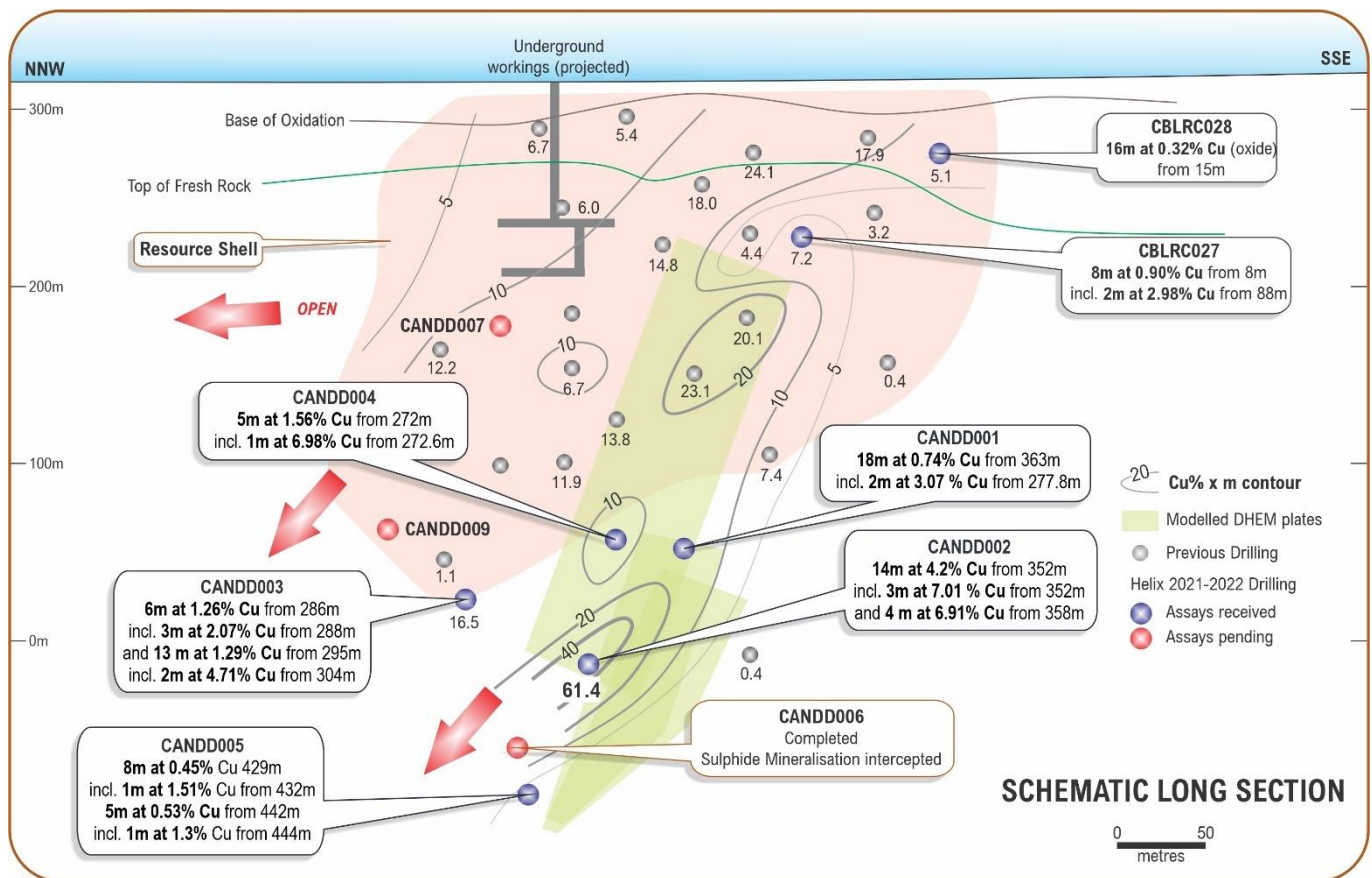 NNW
Underground
workings (projected)
SSE
300m
Base of Oxidation
6.7
5.4
24.1
17.9
5.1
CBLRC028
16m at 0.32% Cu (oxide)
from 15m
Top of Fresh Rock
5
18.0
6.0
3.2
Resource Shell
14.8
4.4
7.2
CBLRC027
8m at 0.90% Cu from 8m
incl. 2m at 2.98% Cu from 88m
200m
10
OPEN
CANDD007
12.2
10
6.7
20.1
23.1
20
10
5
0.4
CANDD004
5m at 1.56% Cu from 272m
incl. 1m at 6.98% Cu from 272.6m
13.8
11.9
7.4
100m
CANDD001
18m at 0.74% Cu from 363m
incl. 2m at 3.07 % Cu from 277.8m
20 Cu% x m contour
Modelled DHEM plates
Previous Drilling
Helix 2021-2022 Drilling
Assays received
Assays pending
10
CANDD009
1.1
16.5
CANDD002
14m at 4.2% Cu from 352m
incl. 3m at 7.01 % Cu from 352m
and 4 m at 6.91% Cu from 358m
CANDD003
6m at 1.26% Cu from 286m
incl. 3m at 2.07% Cu from 288m
and 13 m at 1.29% Cu from 295m
incl. 2m at 4.71% Cu from 304m
0m
20
40
61.4
0.4
CANDD006
Completed
Sulphide Mineralisation intercepted
CANDD005
8m at 0.45% Cu 429m
incl. 1m at 1.51% Cu from 432m
5m at 0.53% Cu from 442m
incl. 1m at 1.3% Cu from 444m
SCHEMATIC LONG SECTION
0 50
metres